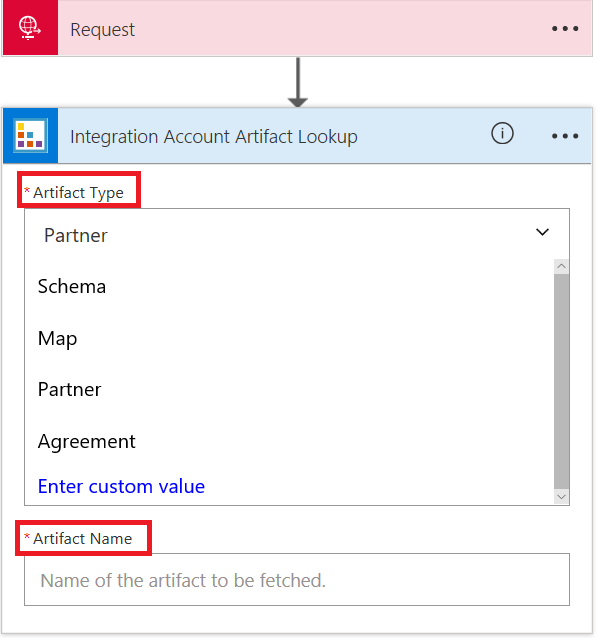 Request
Integration Account Artifact Lookup
* Artifact Type
Partner
Schema
Map
Partner
Agreement
Enter custom value
* Artifact Name
Name of the artifact to be fetched.